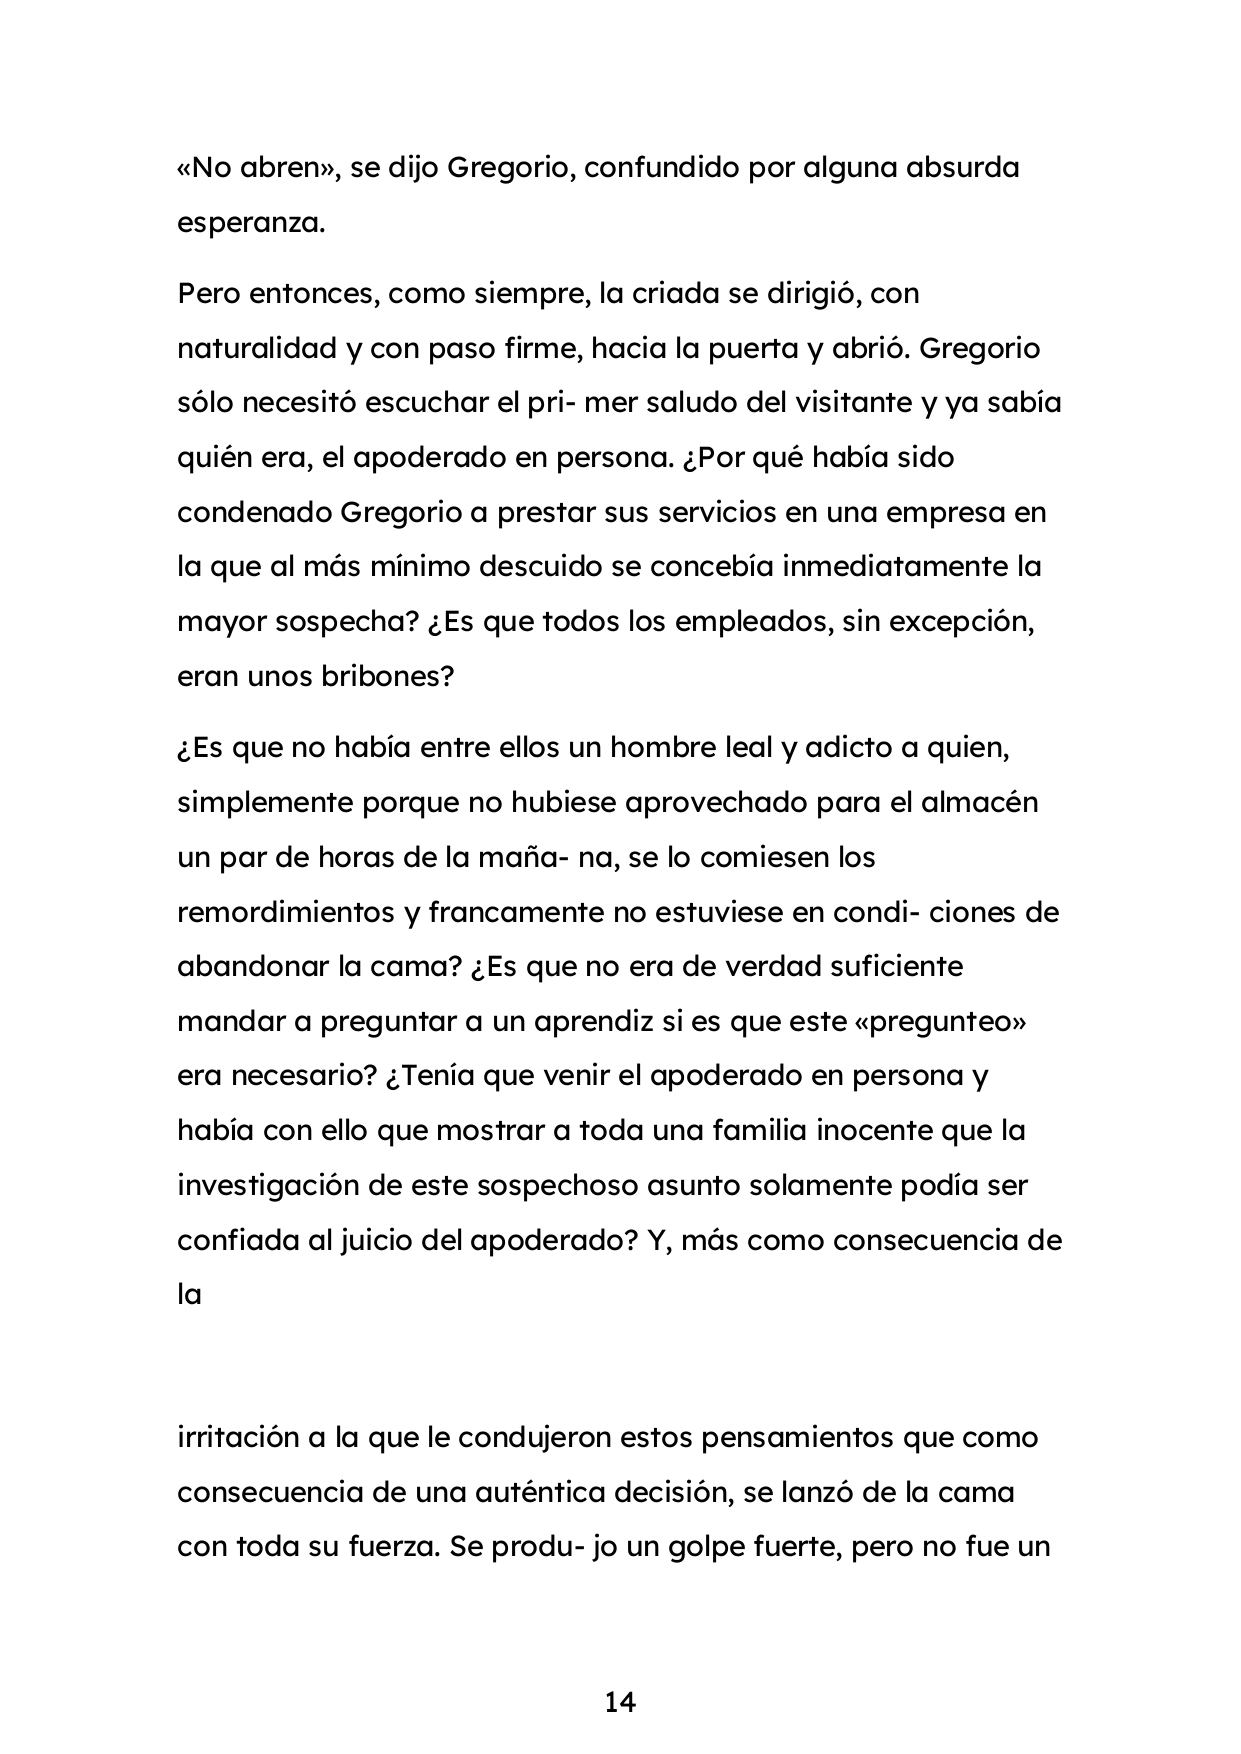 «No abren», se dijo Gregorio, confundido por alguna absurda
esperanza.
Pero entonces, como siempre, la criada se dirigió, con
naturalidad y con paso firme, hacia la puerta y abrió. Gregorio
sólo necesitó escuchar el pri- mer saludo del visitante y ya sabía
quién era, el apoderado en persona. ¿Por qué había sido
condenado Gregorio a prestar sus servicios en una empresa en
la que al más mínimo descuido se concebía inmediatamente la
mayor sospecha? ¿Es que todos los empleados, sin excepción,
eran unos bribones?
¿Es que no había entre ellos un hombre leal y adicto a quien,
simplemente porque no hubiese aprovechado para el almacén
un par de horas de la maña- na, se lo comiesen los
remordimientos y francamente no estuviese en condi- ciones de
abandonar la cama? ¿Es que no era de verdad suficiente
mandar a preguntar a un aprendiz si es que este «pregunteo»
era necesario? ¿Tenía que venir el apoderado en persona y
había con ello que mostrar a toda una familia inocente que la
investigación de este sospechoso asunto solamente podía ser
confiada al juicio del apoderado? Y, más como consecuencia de
la
irritación a la que le condujeron estos pensamientos que como
consecuencia de una auténtica decisión, se lanzó de la cama
con toda su fuerza. Se produ- jo un golpe fuerte, pero no fue un
14